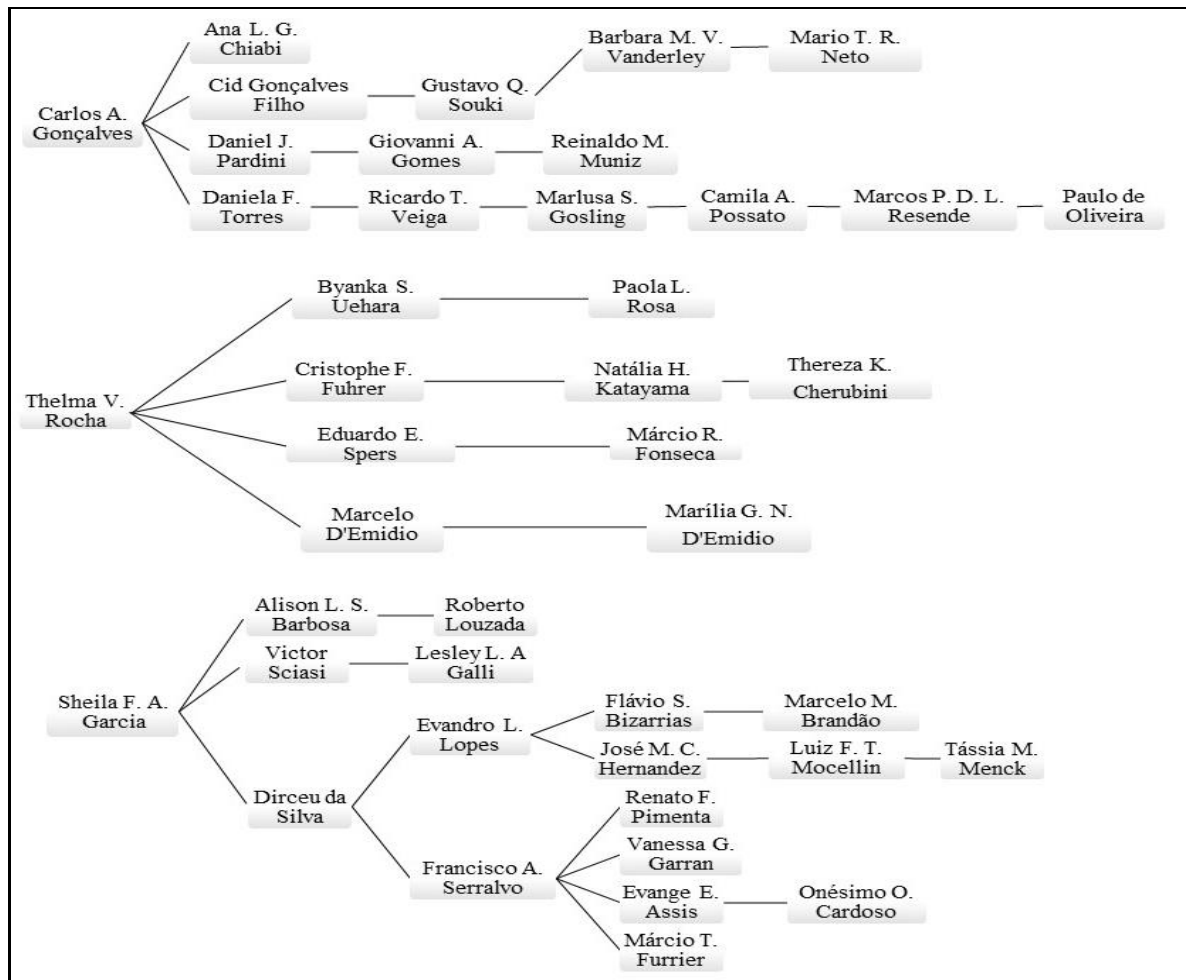 Ana L. G.
Chiabi
Barbara M. V.
Vanderley
Mario T. R.
Neto
Cid Gonçalves
Filho
Gustavo Q.
Souki
Carlos A.
Gonçalves
Daniel J.
Pardini
Giovanni A.
Gomes
Reinaldo M.
Muniz
Daniela F.
Torres
Ricardo T.
Veiga
Marlusa S.
Gosling
Camila A.
Possato
Marcos P. D. L.
Resende
Paulo de
Oliveira
Byanka S.
Uehara
Paola L.
Rosa
Cristophe F.
Fuhrer
Natália H.
Katayama
Thereza K.
Cherubini
Thelma V.
Rocha
Eduardo E.
Spers
Márcio R.
Fonseca
Marcelo
D'Emidio
Marília G. N.
D'Emidio
Alison L. S.
Barbosa
Roberto
Louzada
Victor
Sciasi
Lesley L. A
Galli
Sheila F. A.
Garcia
Evandro L.
Lopes
Flávio S.
Bizarrias
Marcelo M.
Brandão
José M. C.
Hernandez
Luiz F. T.
Mocellin
Tássia M.
Menck
Dirceu da
Silva
Renato F.
Pimenta
Vanessa G.
Garran
Francisco A.
Serralvo
Evange E.
Assis
Onésimo O.
Cardoso
Márcio T.
Furrier